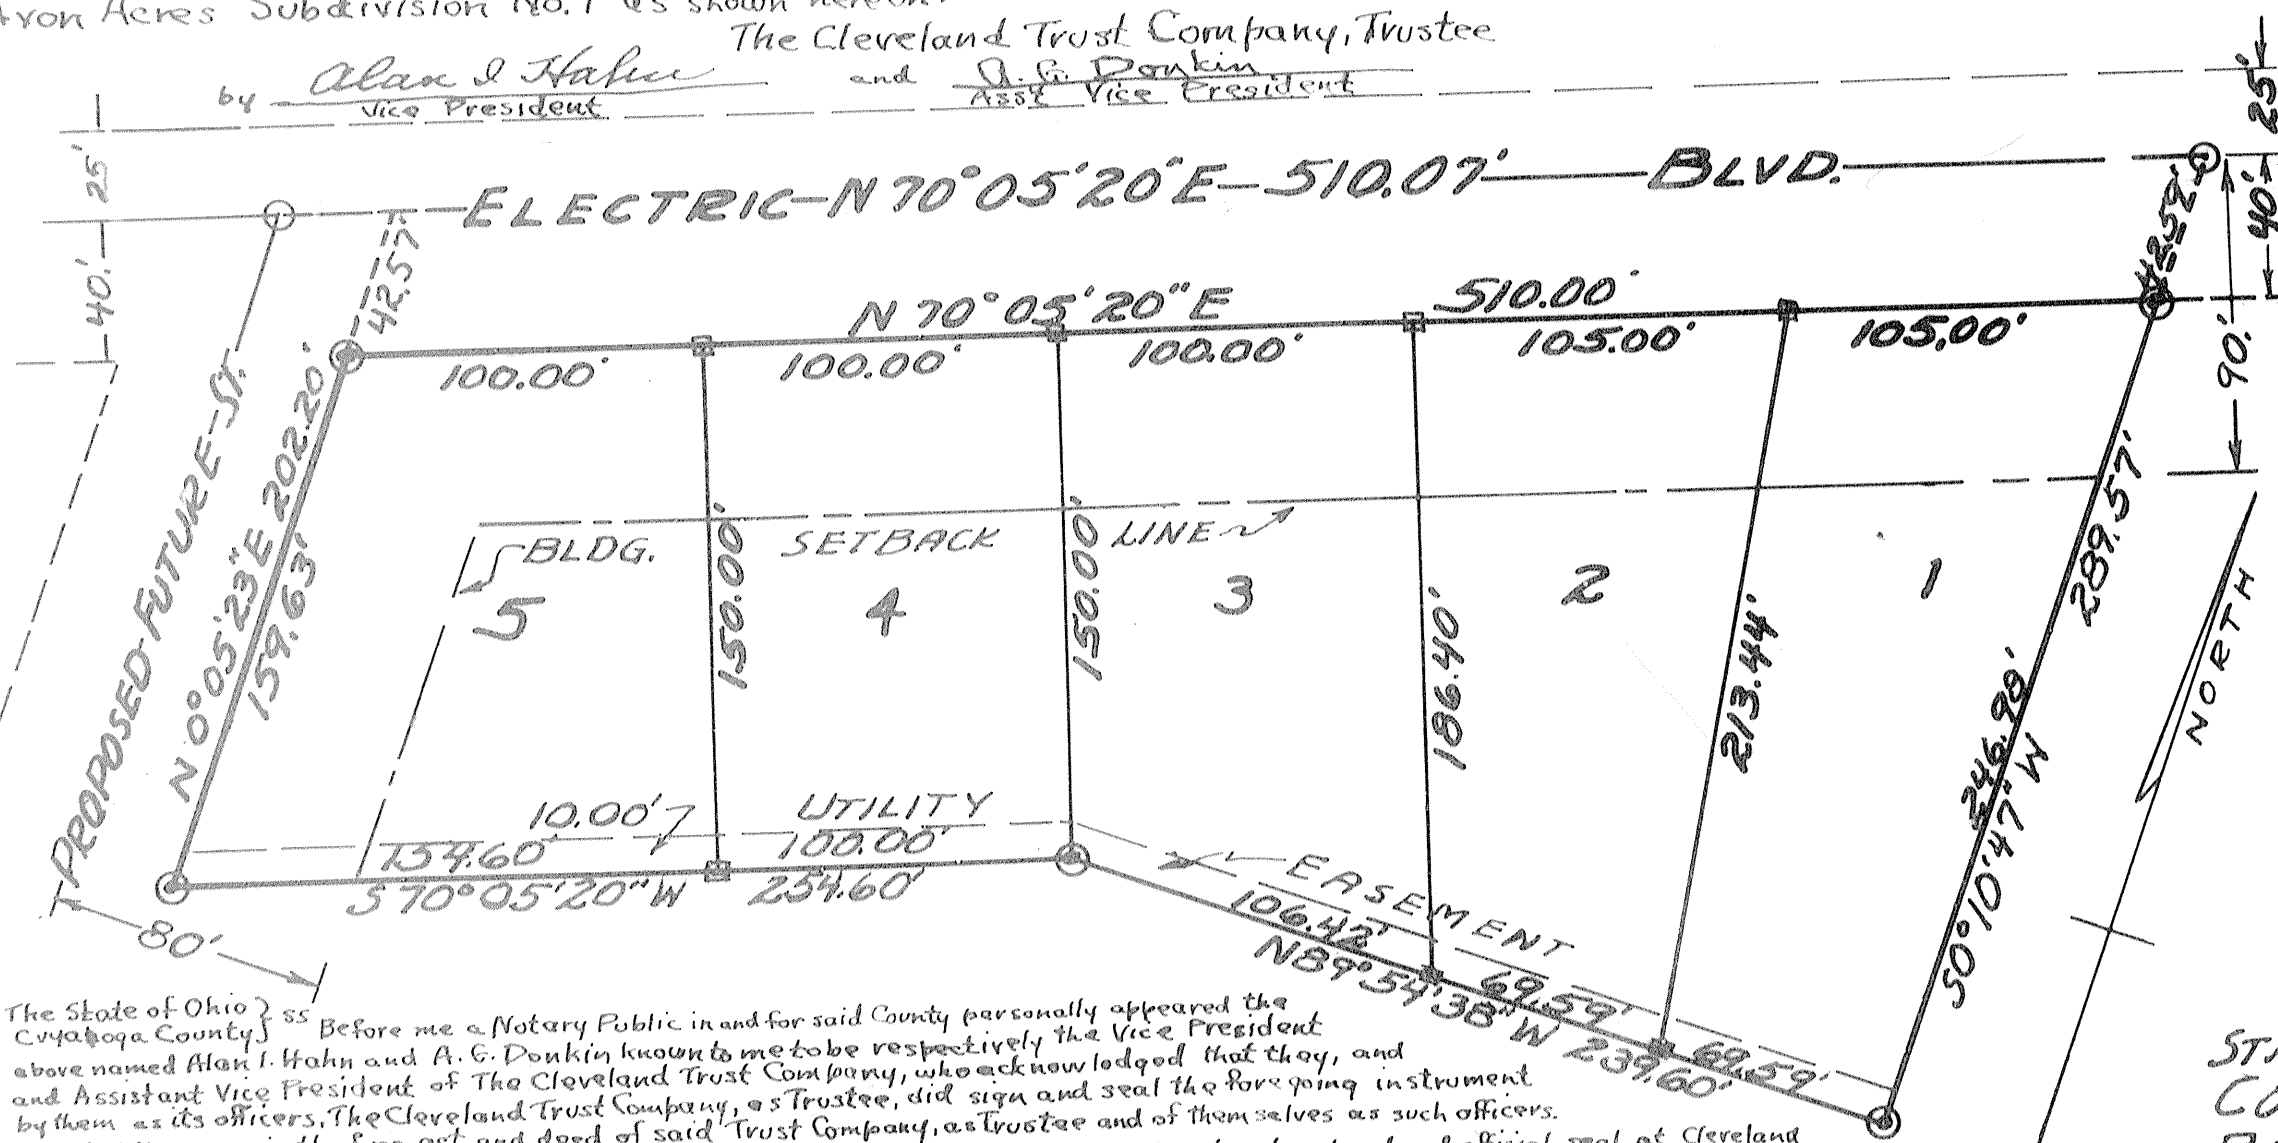 Acres Subdivision No. 1 as shown hereon.
The Cleveland Trust Company, Trustee
by Alan I Hahn and A. G. Donkin
Vice President Asst Vice President
25'
25'
ELECTRIC-N 70°05'20"E-510.07'-BLVD.
40'
42.57'
42.59'
40'
N 70°05'20"E 510.00'
100.00' 100.00' 100.00' 105.00' 105.00'
90'
PROPOSED-FUTURE-ST.
N 0°05'23"E 202.20'
159.63'
BLDG. SETBACK LINE
5 4 3 2 1
150.00' 150.00' 186.40' 213.44' 289.57'
246.98'
S0°10'47"W
NORTH
10.00' UTILITY
154.60' 100.00'
S 70°05'20"W 254.60'
EASEMENT
106.42' 69.59' 69.59'
N89°54'38"W 239.60'
80'
The State of Ohio } ss
Cuyahoga County } Before me a Notary Public in and for said County personally appeared the
above named Alan I. Hahn and A. G. Donkin known to me to be respectively the Vice President
and Assistant Vice President of The Cleveland Trust Company, who acknowledged that they, and
by them as its officers, The Cleveland Trust Company, as Trustee, did sign and seal the foregoing instrument
act and deed of said Trust Company, as Trustee and of themselves as such officers.
seal at Cleveland